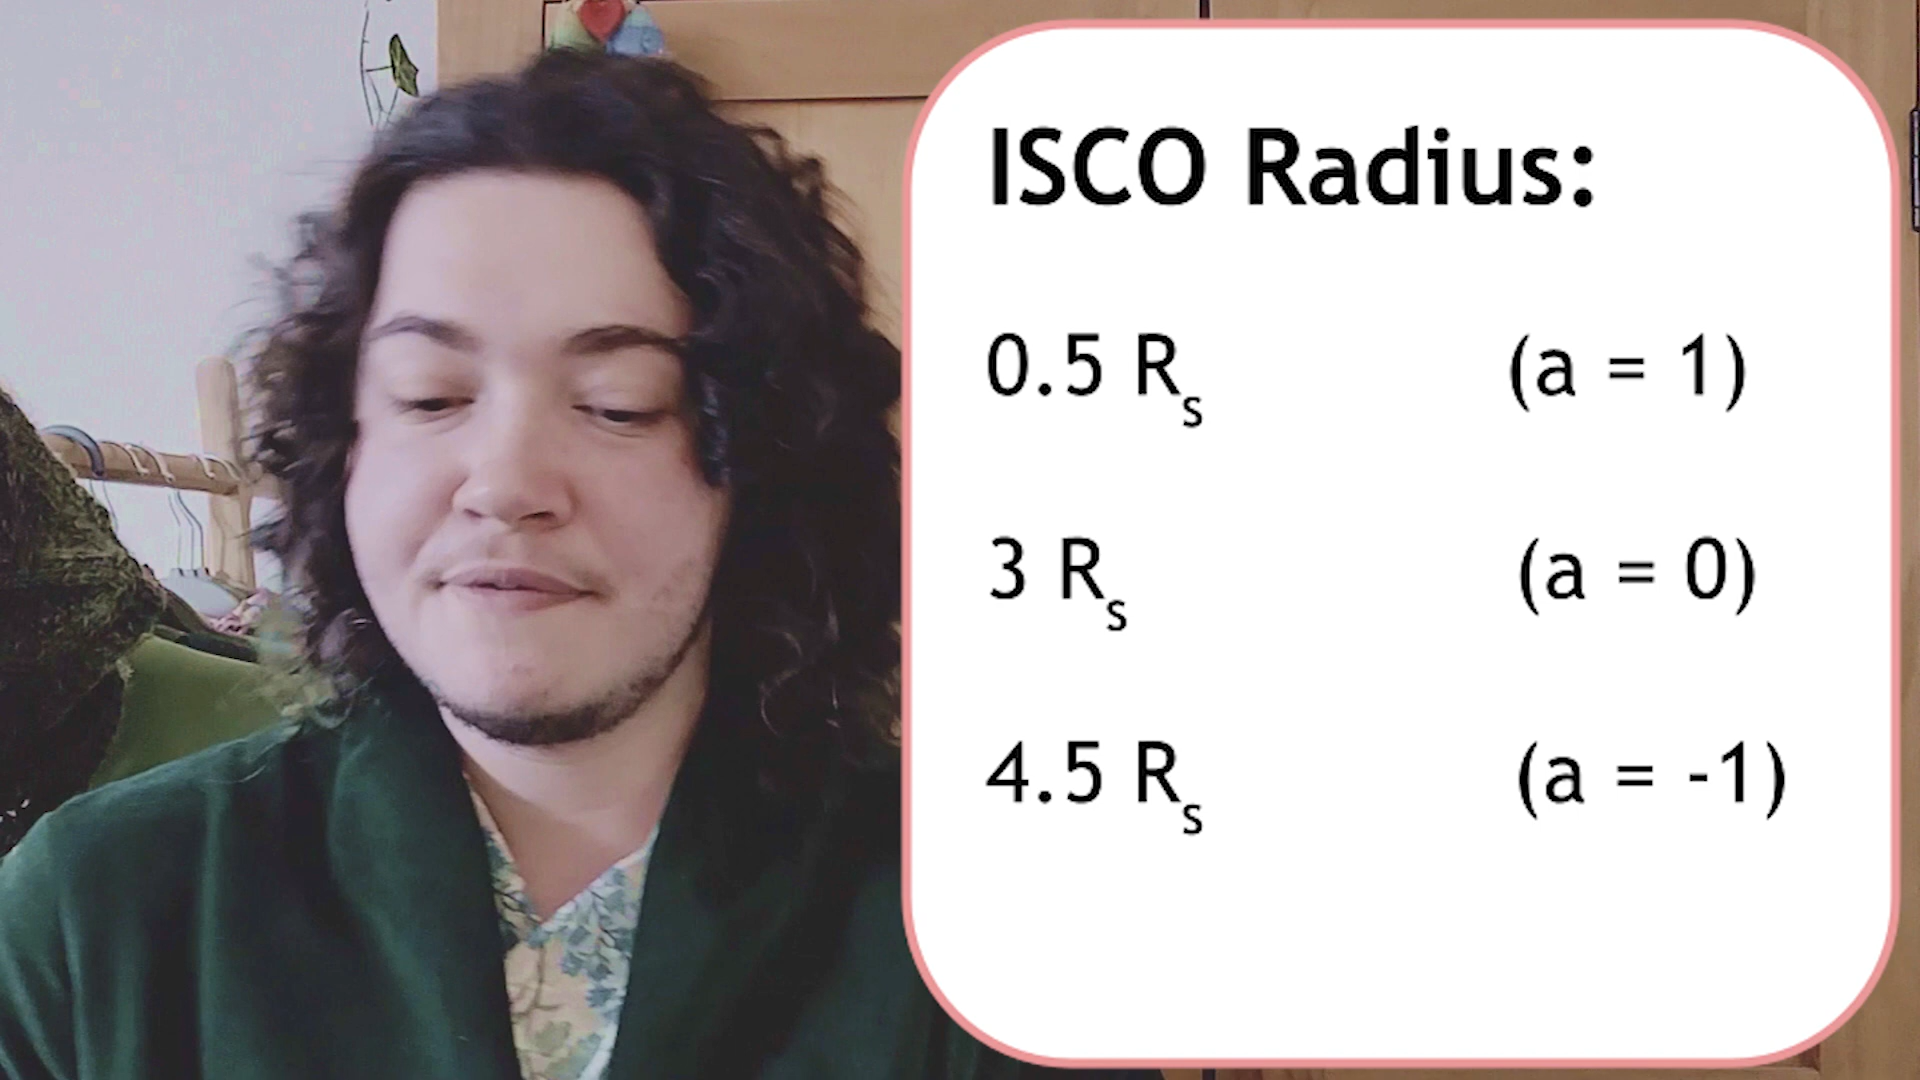 ISCO Radius:
0.5 Rₛ (a = 1)
3 Rₛ (a = 0)
4.5 Rₛ (a = -1)